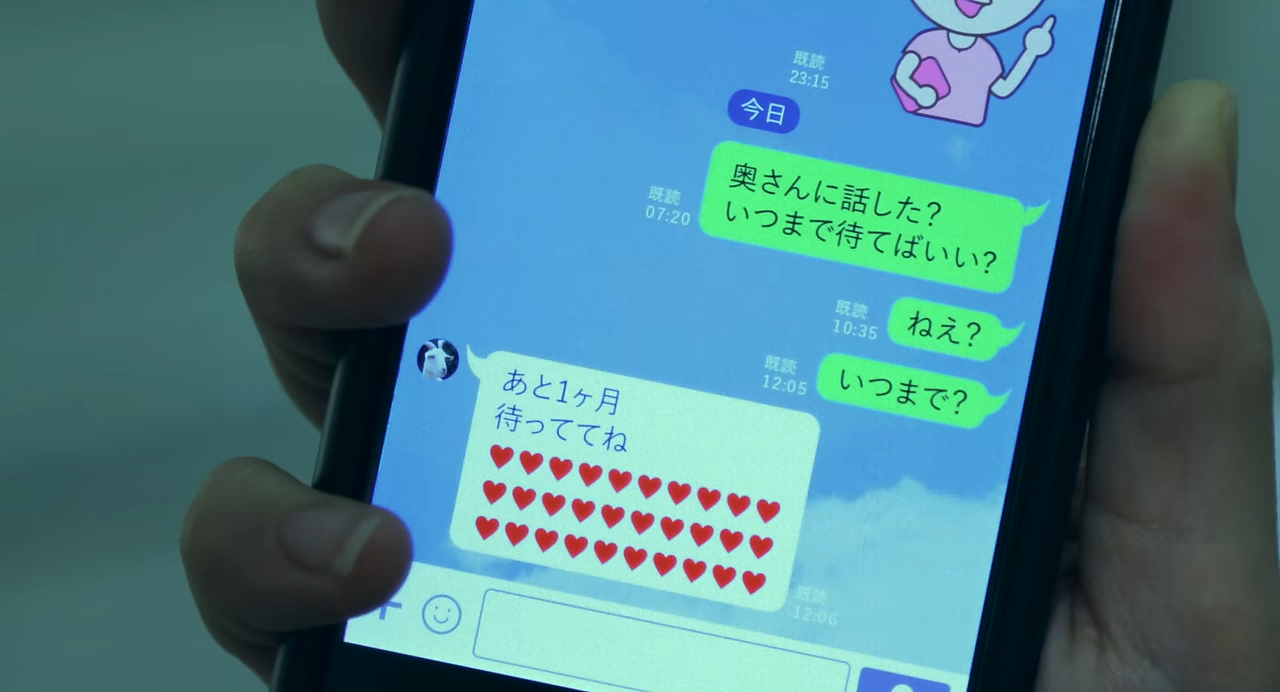 既読
23:15
今日
奥さんに話した?
いつまで待てばいい?
既読
07:20
ねえ?
既読
10:35
いつまで?
既読
12:05
あと1ヶ月
待っててね
♥♥♥♥♥♥♥♥♥♥
♥♥♥♥♥♥♥♥♥♥
♥♥♥♥♥♥♥♥♥♥
既読
12:06